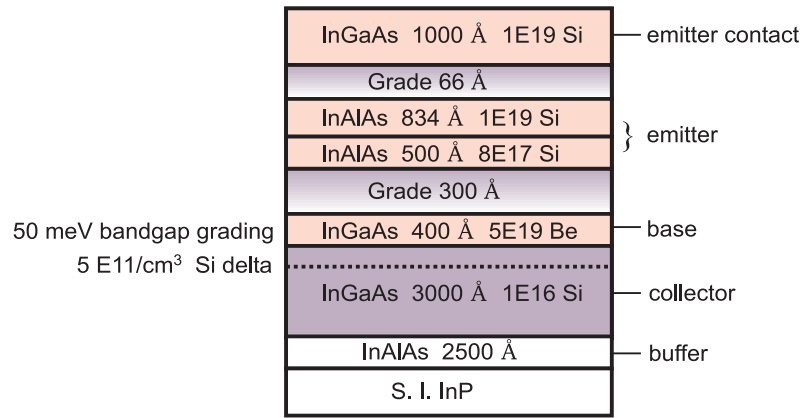 InGaAs 1000 Å 1E19 Si
emitter contact
Grade 66 Å
InAlAs 834 Å 1E19 Si
} emitter
InAlAs 500 Å 8E17 Si
Grade 300 Å
50 meV bandgap grading
InGaAs 400 Å 5E19 Be
base
5 E11/cm³ Si delta
InGaAs 3000 Å 1E16 Si
collector
InAlAs 2500 Å
buffer
S. I. InP